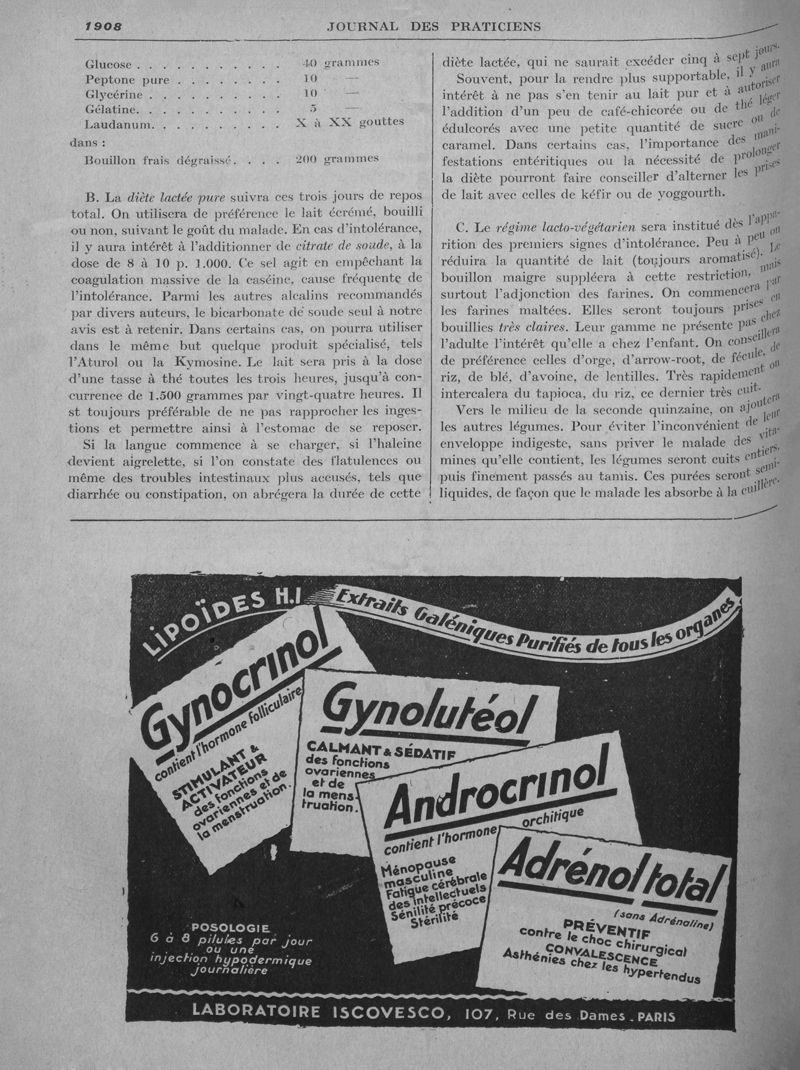 1908
JOURNAL DES PRATICIENS
Glucose . . . . . . . . . . . 40 grammes
Peptone pure . . . . . . . . 10 —
Glycérine . . . . . . . . . . 10 —
Gélatine. . . . . . . . . . . 5 —
Laudanum. . . . . . . . . . X à XX gouttes
dans :
Bouillon frais dégraissé. . . . 200 grammes
B. La diète lactée pure suivra ces trois jours de repos
total. On utilisera de préférence le lait écrémé, bouilli
ou non, suivant le goût du malade. En cas d'intolérance,
il y aura intérêt à l'additionner de citrate de soude, à la
dose de 8 à 10 p. 1.000. Ce sel agit en empêchant la
coagulation massive de la caséine, cause fréquente de
l'intolérance. Parmi les autres alcalins recommandés
par divers auteurs, le bicarbonate de soude seul à notre
avis est à retenir. Dans certains cas, on pourra utiliser
dans le même but quelque produit spécialisé, tels
l'Aturol ou la Kymosine. Le lait sera pris à la dose
d'une tasse à thé toutes les trois heures, jusqu'à con-
currence de 1.500 grammes par vingt-quatre heures. Il
st toujours préférable de ne pas rapprocher les inges-
tions et permettre ainsi à l'estomac de se reposer.
Si la langue commence à se charger, si l'haleine
devient aigrelette, si l'on constate des flatulences ou
même des troubles intestinaux plus accusés, tels que
diarrhée ou constipation, on abrégera la durée de cette
diète lactée, qui ne saurait excéder cinq à sept jours.
Souvent, pour la rendre plus supportable, il y aura
intérêt à ne pas s'en tenir au lait pur et à autoriser
l'addition d'un peu de café-chicorée ou de thé léger
édulcorés avec une petite quantité de sucre ou de
caramel. Dans certains cas, l'importance des mani-
festations entéritiques ou la nécessité de prolonger
la diète pourront faire conseiller d'alterner les prises
de lait avec celles de kéfir ou de yoggourth.
C. Le régime lacto-végétarien sera institué dès l'appa-
rition des premiers signes d'intolérance. Peu à peu on
réduira la quantité de lait (toujours aromatisé). Le
bouillon maigre suppléera à cette restriction, mais
surtout l'adjonction des farines. On commencera par
les farines maltées. Elles seront toujours prises en
bouillies très claires. Leur gamme ne présente pas chez
l'adulte l'intérêt qu'elle a chez l'enfant. On conseillera
de préférence celles d'orge, d'arrow-root, de fécule, de
riz, de blé, d'avoine, de lentilles. Très rapidement on
intercalera du tapioca, du riz, ce dernier très cuit.
Vers le milieu de la seconde quinzaine, on ajoutera
les autres légumes. Pour éviter l'inconvénient de leur
enveloppe indigeste, sans priver le malade des vita-
mines qu'elle contient, les légumes seront cuits entiers,
puis finement passés au tamis. Ces purées seront semi-
liquides, de façon que le malade les absorbe à la cuillère.
LIPOÏDES H.I
Extraits Galéniques Purifiés de tous les organes
Gynocrinol
contient l'hormone folliculaire
STIMULANT &
ACTIVATEUR
des fonctions
ovariennes et de
la menstruation.
Gynolutéol
CALMANT & SÉDATIF
des fonctions
ovariennes
et de
la mens-
truation.
Androcrinol
contient l'hormone orchitique
Ménopause
masculine
Fatigue cérébrale
des intellectuels
Sénilité précoce
Stérilité
Adrénol total
(sans Adrénaline)
PRÉVENTIF
contre le choc chirurgical
CONVALESCENCE
Asthénies chez les hypertendus
POSOLOGIE
6 à 8 pilules par jour
ou une
injection hypodermique
journalière
LABORATOIRE ISCOVESCO, 107, Rue des Dames - PARIS